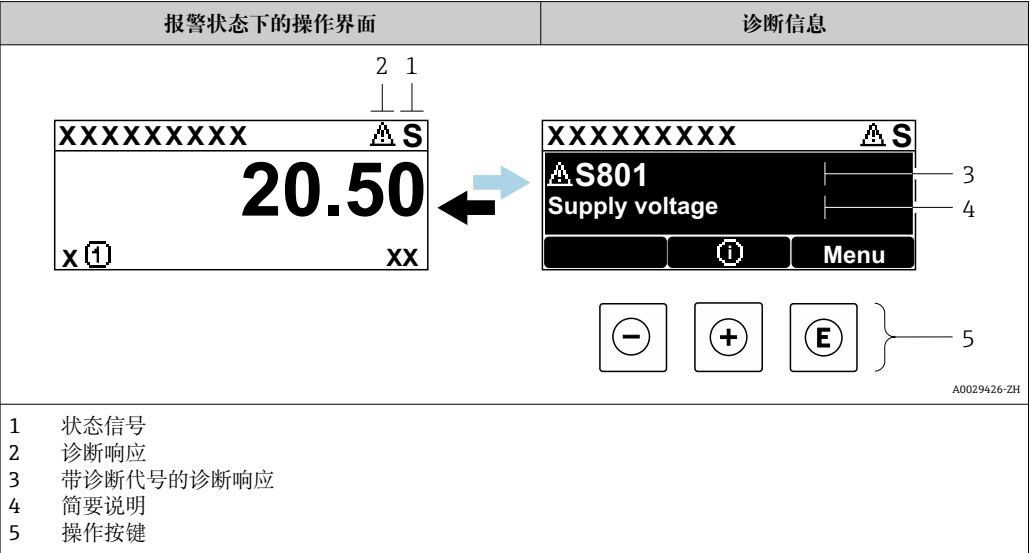 报警状态下的操作界面 诊断信息
2 1
XXXXXXXXX S
20.50
X 1 XX
XXXXXXXXX S
S801 3
Supply voltage 4
i Menu
- + E 5
A0029426-ZH
1 状态信号
2 诊断响应
3 带诊断代号的诊断响应
4 简要说明
5 操作按键